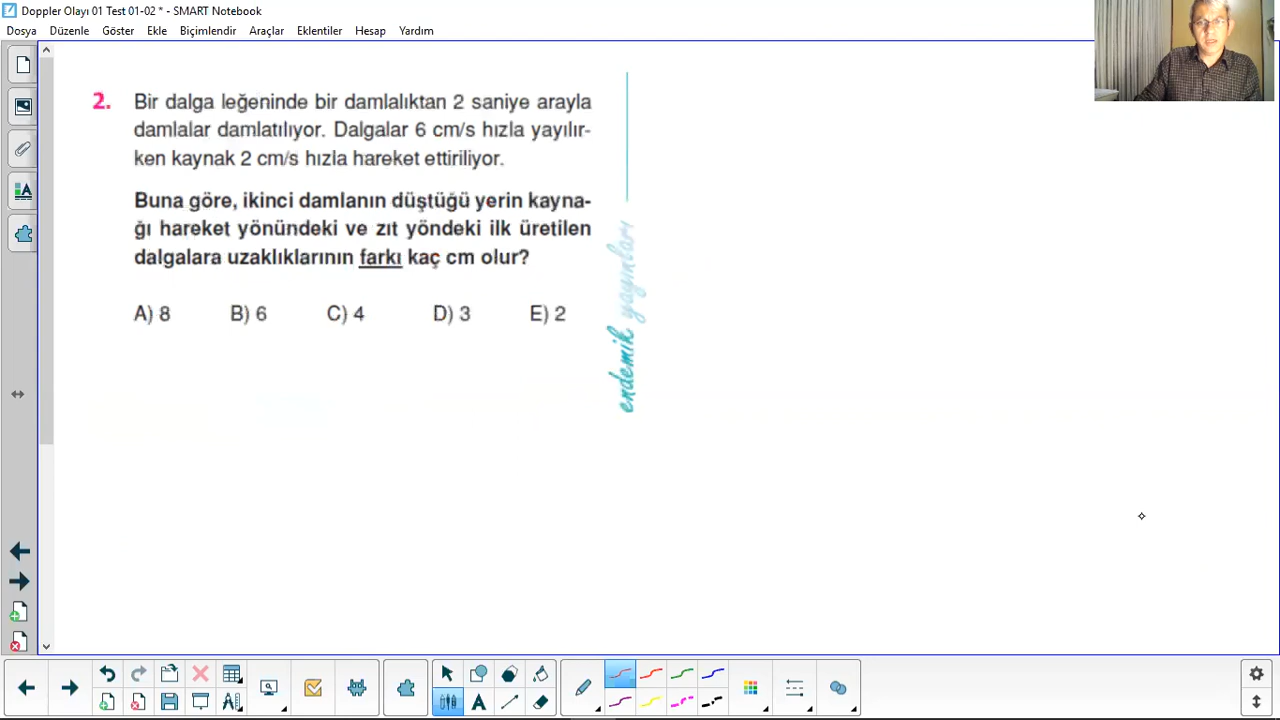 Doppler Olayı 01 Test 01-02 * - SMART Notebook
Dosya Düzenle Göster Ekle Biçimlendir Araçlar Eklentiler Hesap Yardım
2. Bir dalga leğeninde bir damlalıktan 2 saniye arayla
damlalar damlatılıyor. Dalgalar 6 cm/s hızla yayılır-
ken kaynak 2 cm/s hızla hareket ettiriliyor.
Buna göre, ikinci damlanın düştüğü yerin kayna-
ğı hareket yönündeki ve zıt yöndeki ilk üretilen
dalgalara uzaklıklarının farkı kaç cm olur?
A) 8 B) 6 C) 4 D) 3 E) 2
endemik yayınları